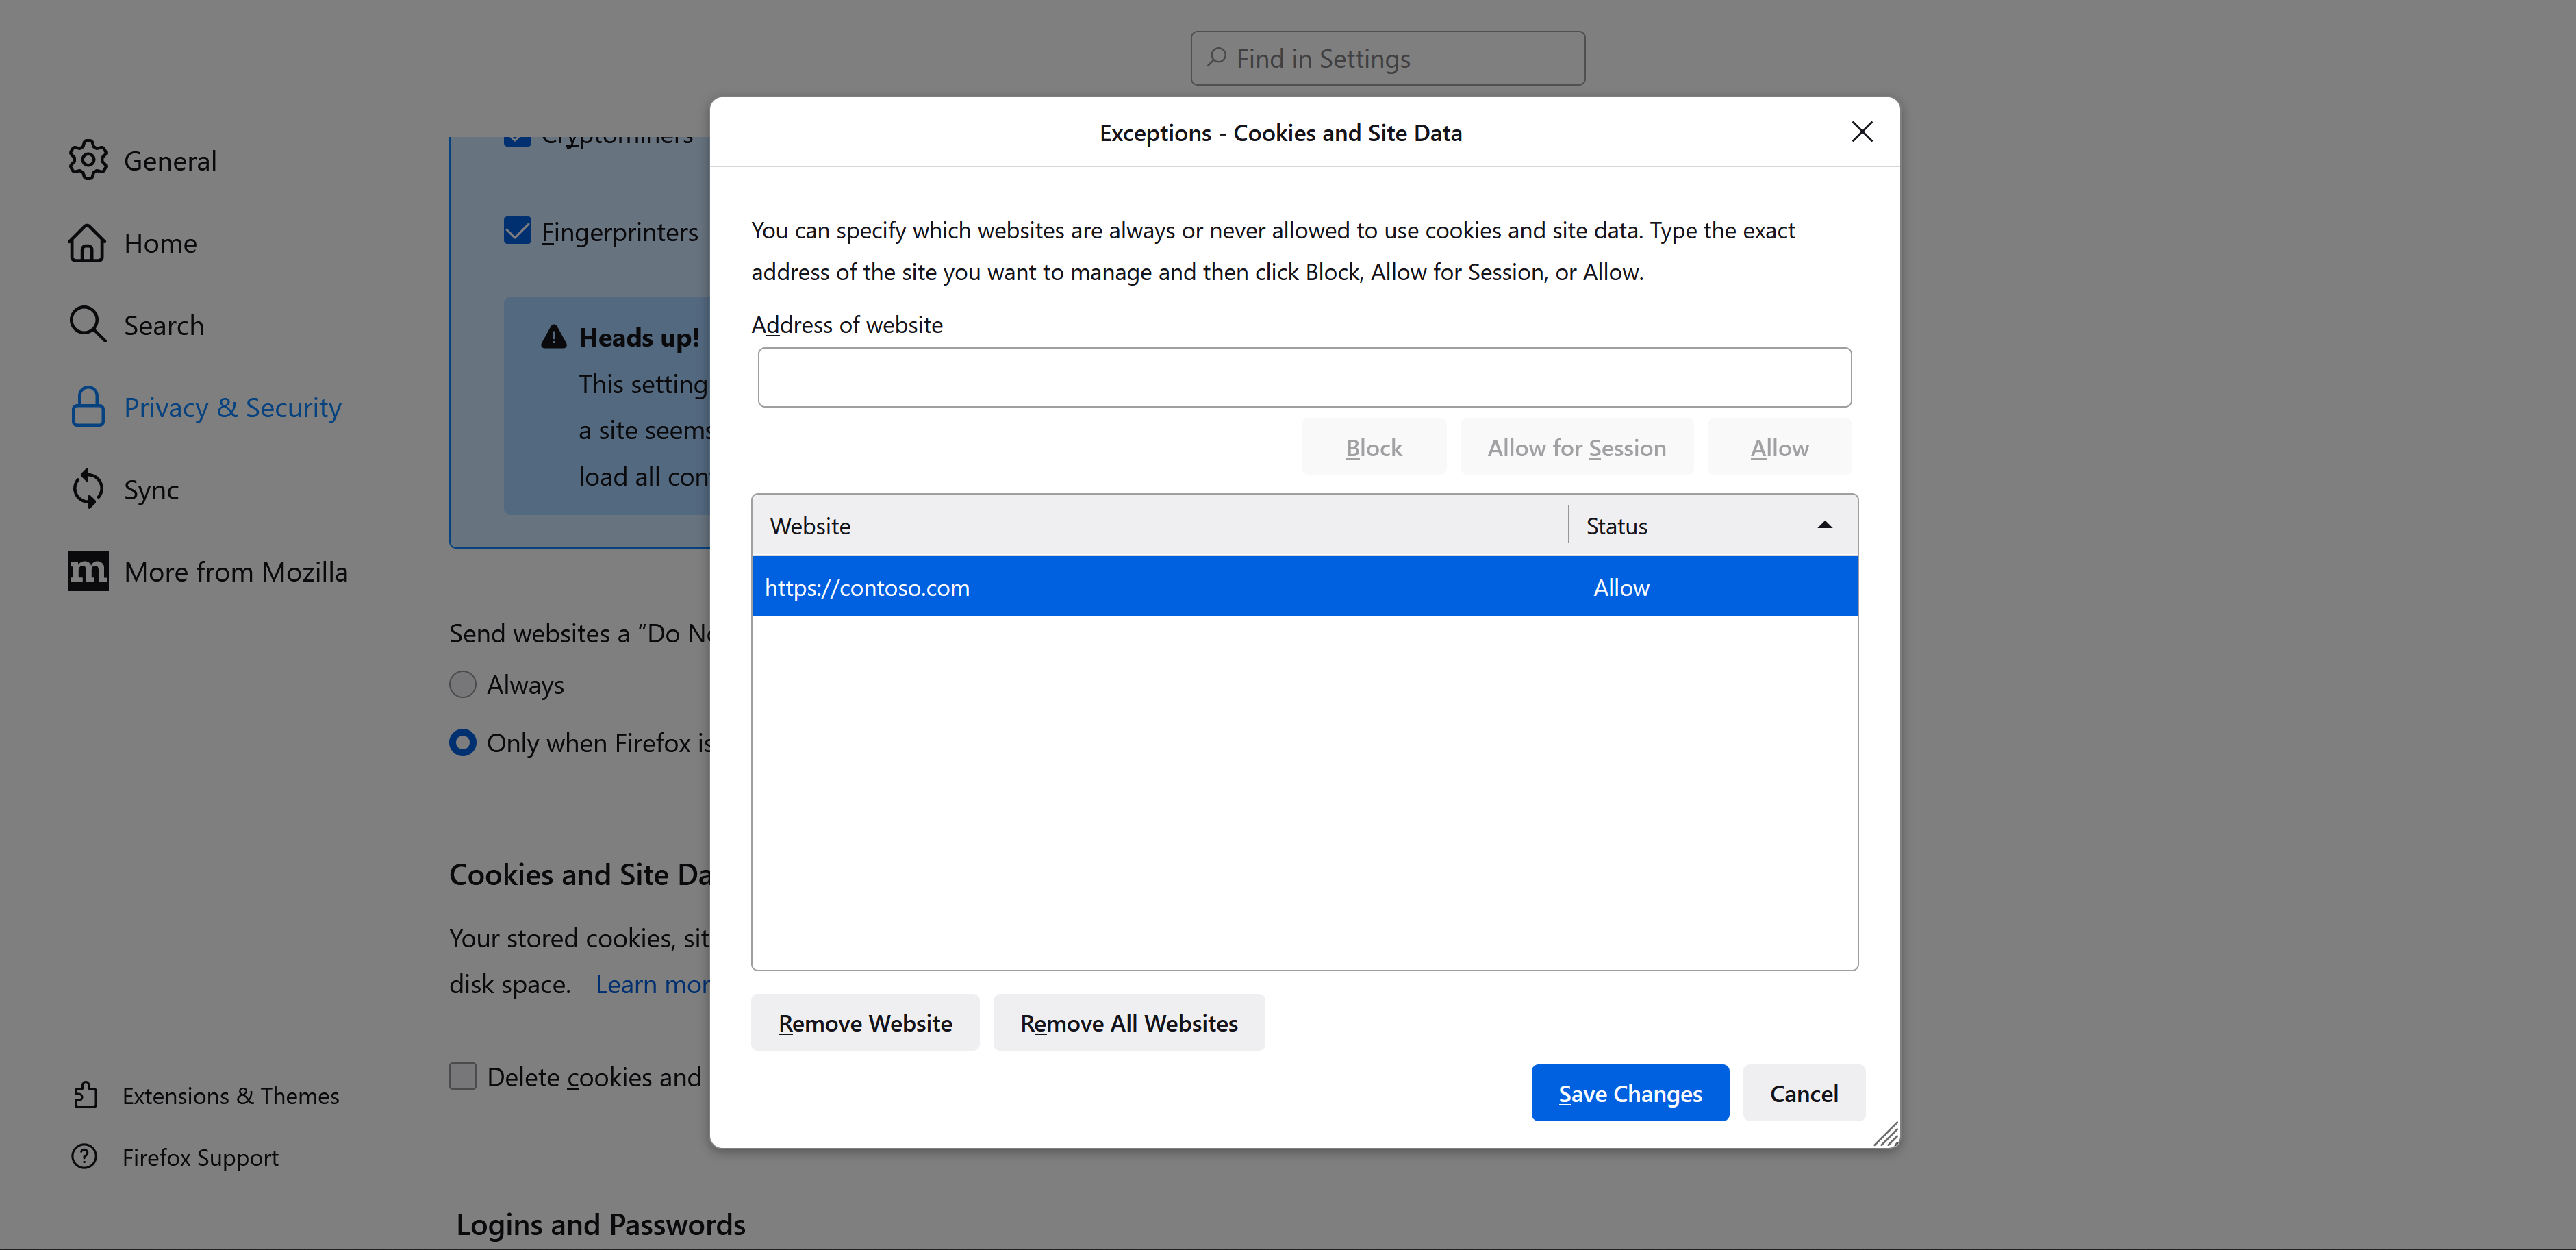 Find in Settings
General
Home
Search
Privacy & Security
Sync
m
More from Mozilla
Extensions & Themes
Firefox Support
Cryptominers
Fingerprinters
Heads up!
This setting
a site seems
load all con
Send websites a “Do No
Always
Only when Firefox is
Cookies and Site Da
Your stored cookies, sit
disk space. Learn mor
Delete cookies and
Logins and Passwords
Exceptions - Cookies and Site Data
You can specify which websites are always or never allowed to use cookies and site data. Type the exact
address of the site you want to manage and then click Block, Allow for Session, or Allow.
Address of website
Block Allow for Session Allow
Website Status
https://contoso.com Allow
Remove Website Remove All Websites
Save Changes Cancel